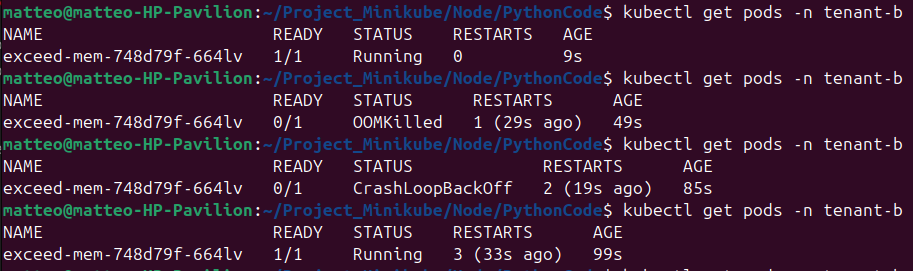 matteo@matteo-HP-Pavilion:~/Project_Minikube/Node/PythonCode$ kubectl get pods -n tenant-b
NAME                     READY   STATUS    RESTARTS   AGE
exceed-mem-748d79f-664lv   1/1     Running   0          9s
matteo@matteo-HP-Pavilion:~/Project_Minikube/Node/PythonCode$ kubectl get pods -n tenant-b
NAME                     READY   STATUS      RESTARTS      AGE
exceed-mem-748d79f-664lv   0/1     OOMKilled   1 (29s ago)   49s
matteo@matteo-HP-Pavilion:~/Project_Minikube/Node/PythonCode$ kubectl get pods -n tenant-b
NAME                     READY   STATUS             RESTARTS      AGE
exceed-mem-748d79f-664lv   0/1     CrashLoopBackOff   2 (19s ago)   85s
matteo@matteo-HP-Pavilion:~/Project_Minikube/Node/PythonCode$ kubectl get pods -n tenant-b
NAME                     READY   STATUS    RESTARTS      AGE
exceed-mem-748d79f-664lv   1/1     Running   3 (33s ago)   99s